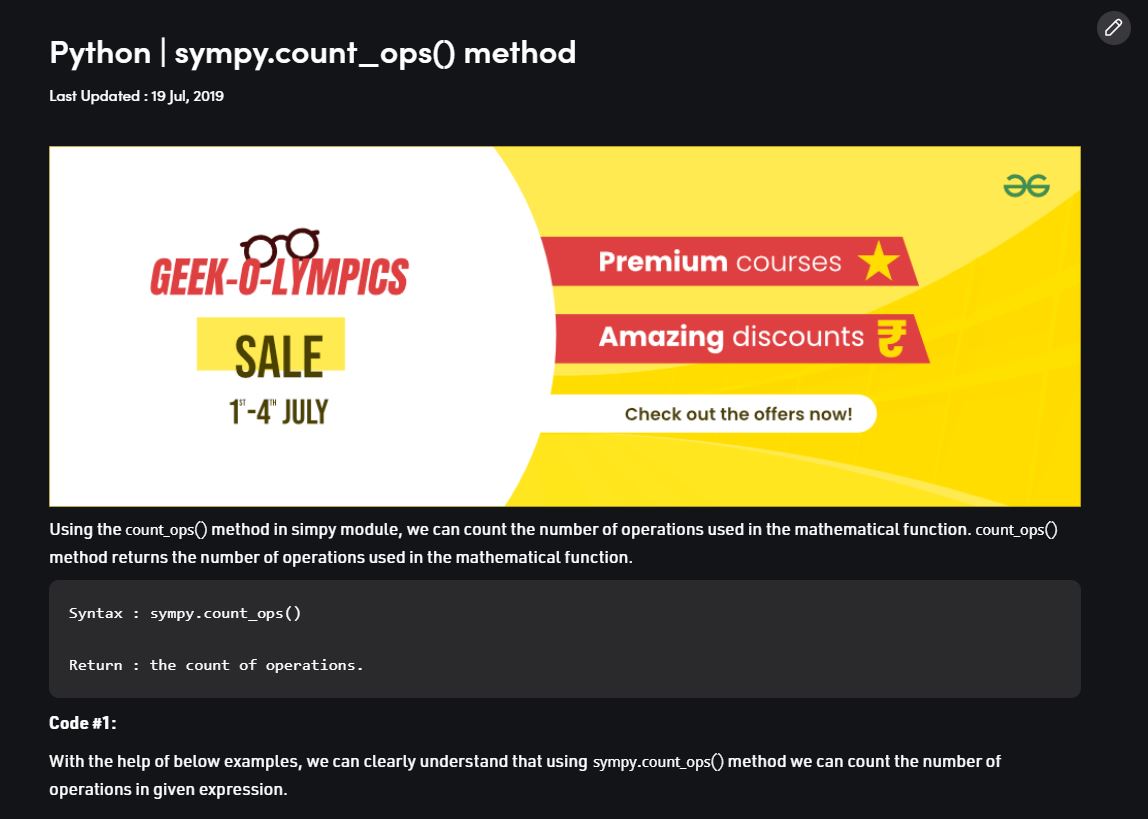 Python | sympy.count_ops() method
Last Updated : 19 Jul, 2019
GEEK-O-LYMPICS
SALE
1ST-4TH JULY
Premium courses
Amazing discounts ₹
Check out the offers now!
Using the count_ops() method in simpy module, we can count the number of operations used in the mathematical function. count_ops()
method returns the number of operations used in the mathematical function.
Syntax : sympy.count_ops()
Return : the count of operations.
Code #1:
With the help of below examples, we can clearly understand that using sympy.count_ops() method we can count the number of
operations in given expression.